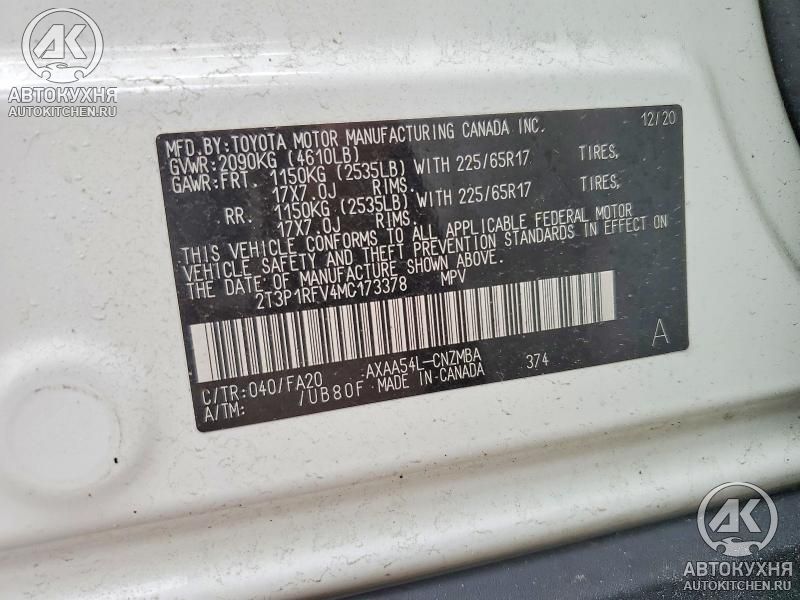 AK
АВТОКУХНЯ
AUTOKITCHEN.RU
MFD.BY:TOYOTA MOTOR MANUFACTURING CANADA INC. 12/20
GVWR:2090KG (4610LB)
GAWR:FRT. 1150KG (2535LB) WITH 225/65R17 TIRES,
17X7.0J RIMS.
RR. 1150KG (2535LB) WITH 225/65R17 TIRES,
17X7.0J RIMS.
THIS VEHICLE CONFORMS TO ALL APPLICABLE FEDERAL MOTOR
VEHICLE SAFETY AND THEFT PREVENTION STANDARDS IN EFFECT ON
THE DATE OF MANUFACTURE SHOWN ABOVE.
2T3P1RFV4MC173378 MPV
A
C/TR:040/FA20 AXAA54L-CNZMBA 374
A/TM: /UB80F MADE IN CANADA
AK
АВТОКУХНЯ
AUTOKITCHEN.RU